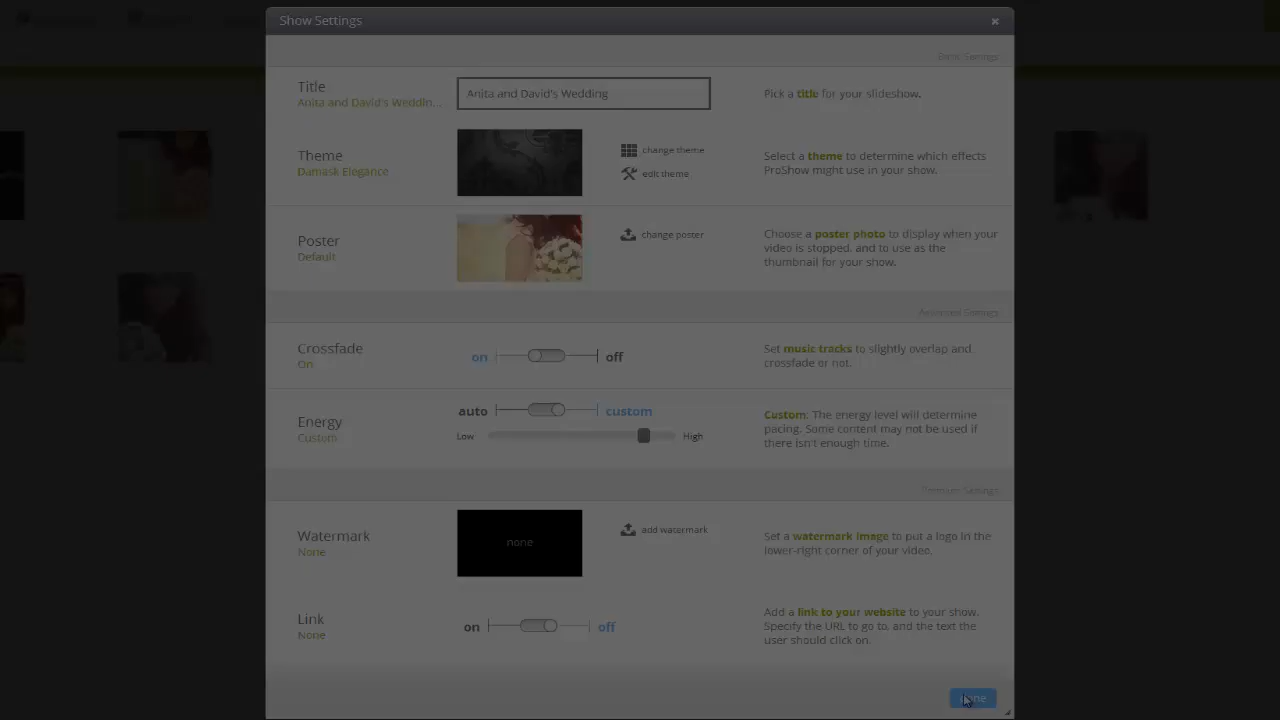 Show Settings
Show Settings
Title
Anita and David's Weddin...
Anita and David's Wedding
Pick a title for your slideshow.
Theme
Damask Elegance
change theme
edit theme
Select a theme to determine which effects
ProShow might use in your show.
Poster
Default
change poster
Choose a poster photo to display when your
video is stopped, and to use as the
thumbnail for your show.
Advanced Settings
Crossfade
On
on
off
Set music tracks to slightly overlap and
crossfade or not.
Energy
Custom
auto
custom
Low
High
Custom: The energy level will determine
pacing. Some content may not be used if
there isn't enough time.
Premium Settings
Watermark
None
none
add watermark
Set a watermark image to put a logo in the
lower-right corner of your video.
Link
None
on
off
Add a link to your website to your show.
Specify the URL to go to, and the text the
user should click on.
done